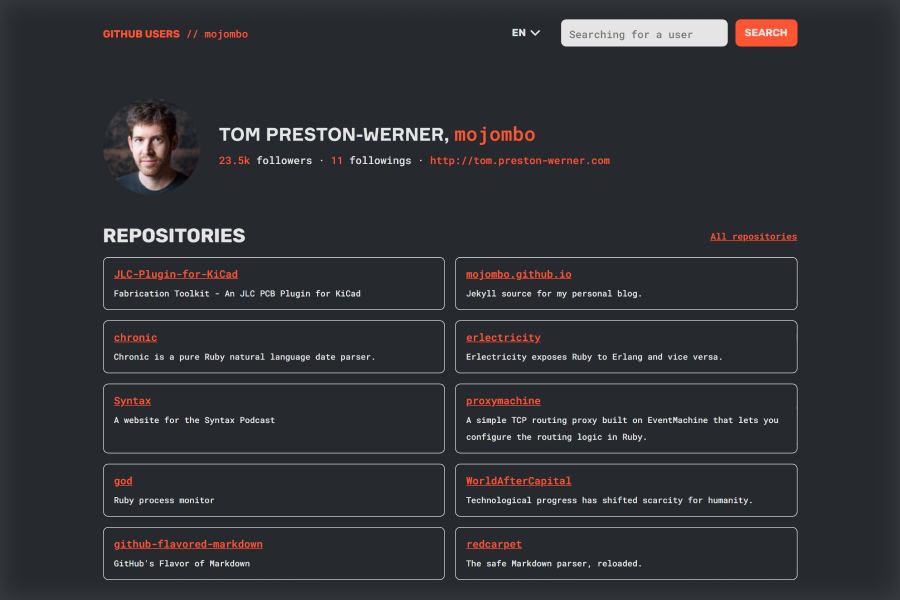 GITHUB USERS // mojombo
EN
Searching for a user
SEARCH
TOM PRESTON-WERNER, mojombo
23.5k followers · 11 followings · http://tom.preston-werner.com
REPOSITORIES
All repositories
JLC-Plugin-for-KiCad
Fabrication Toolkit - An JLC PCB Plugin for KiCad
mojombo.github.io
Jekyll source for my personal blog.
chronic
Chronic is a pure Ruby natural language date parser.
erlectricity
Erlectricity exposes Ruby to Erlang and vice versa.
Syntax
A website for the Syntax Podcast
proxymachine
A simple TCP routing proxy built on EventMachine that lets you
configure the routing logic in Ruby.
god
Ruby process monitor
WorldAfterCapital
Technological progress has shifted scarcity for humanity.
github-flavored-markdown
GitHub's Flavor of Markdown
redcarpet
The safe Markdown parser, reloaded.